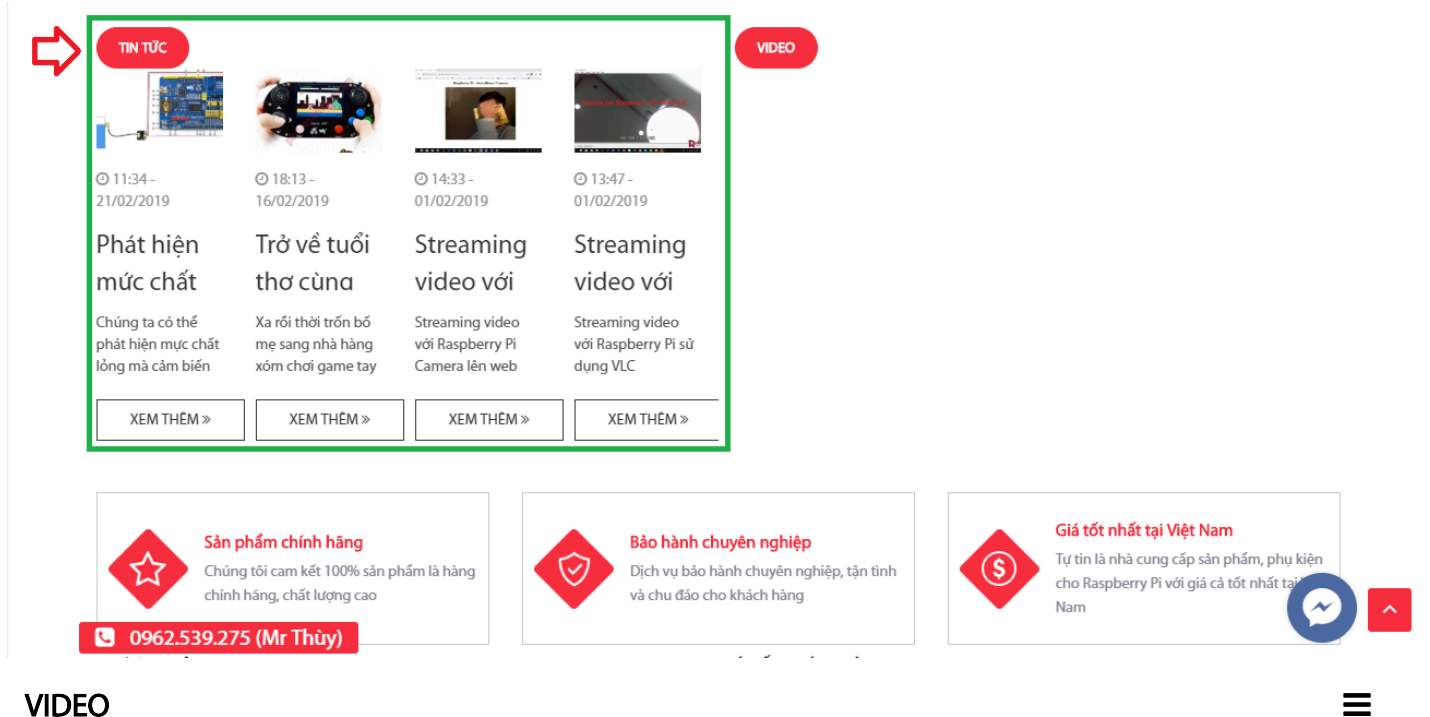 TIN TỨC
VIDEO
11:34 -
21/02/2019
Phát hiện
mức chất
Chúng ta có thể
phát hiện mực chất
lỏng mà cảm biến
XEM THÊM »
18:13 -
16/02/2019
Trở về tuổi
thơ cùng
Xa rồi thời trốn bố
mẹ sang nhà hàng
xóm chơi game tay
XEM THÊM »
14:33 -
01/02/2019
Streaming
video với
Streaming video
với Raspberry Pi
Camera lên web
XEM THÊM »
13:47 -
01/02/2019
Streaming
video với
Streaming video
với Raspberry Pi sử
dụng VLC
XEM THÊM »
Sản phẩm chính hãng
Chúng tôi cam kết 100% sản phẩm là hàng
chính hãng, chất lượng cao
Bảo hành chuyên nghiệp
Dịch vụ bảo hành chuyên nghiệp, tận tình
và chu đáo cho khách hàng
Giá tốt nhất tại Việt Nam
Tự tin là nhà cung cấp sản phẩm, phụ kiện
cho Raspberry Pi với giá cả tốt nhất tại
Nam
0962.539.275 (Mr Thùy)
VIDEO